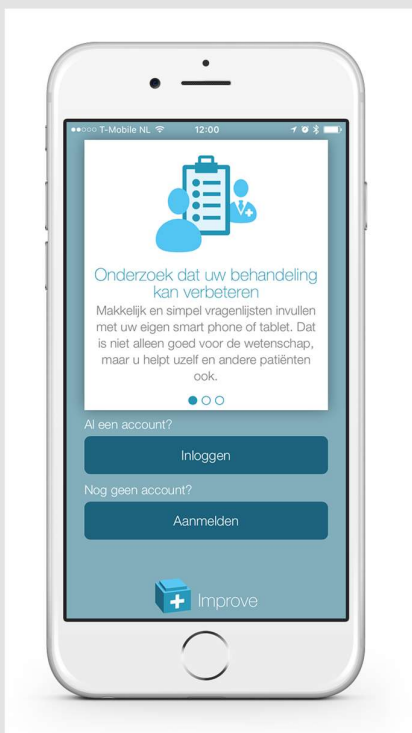 T-Mobile NL 12:00
Onderzoek dat uw behandeling
kan verbeteren
Makkelijk en simpel vragenlijsten invullen
met uw eigen smart phone of tablet. Dat
is niet alleen goed voor de wetenschap,
maar u helpt uzelf en andere patiënten
ook.
Al een account?
Inloggen
Nog geen account?
Aanmelden
Improve